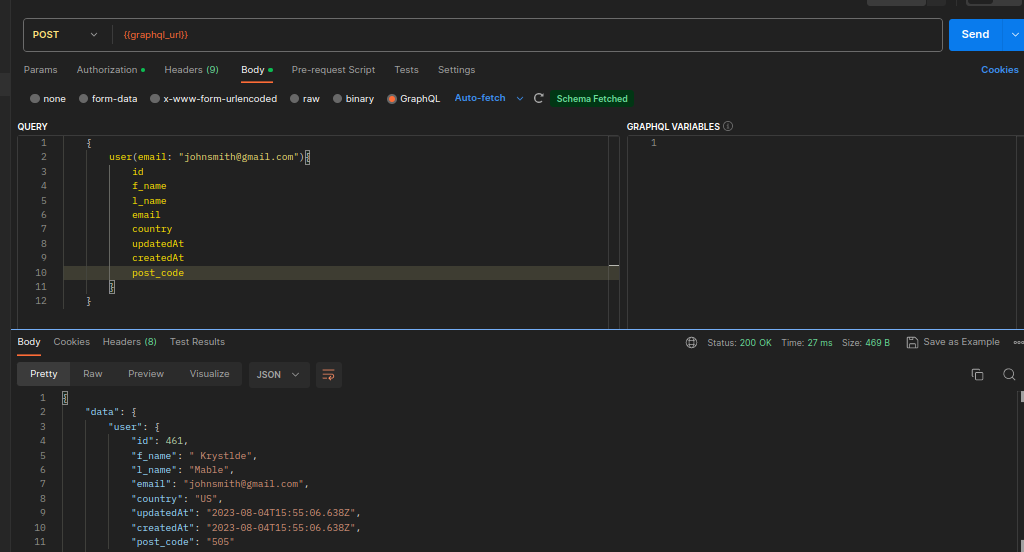 POST {{graphql_url}} Send
Params Authorization Headers (9) Body Pre-request Script Tests Settings Cookies
none form-data x-www-form-urlencoded raw binary GraphQL Auto-fetch Schema Fetched
QUERY GRAPHQL VARIABLES
1 { 1
2 user(email: "johnsmith@gmail.com"){
3 id
4 f_name
5 l_name
6 email
7 country
8 updatedAt
9 createdAt
10 post_code
11 }
12 }
Body Cookies Headers (8) Test Results Status: 200 OK Time: 27 ms Size: 469 B Save as Example
Pretty Raw Preview Visualize JSON
1 {
2 "data": {
3 "user": {
4 "id": 461,
5 "f_name": " Krystlde",
6 "l_name": "Mable",
7 "email": "johnsmith@gmail.com",
8 "country": "US",
9 "updatedAt": "2023-08-04T15:55:06.638Z",
10 "createdAt": "2023-08-04T15:55:06.638Z",
11 "post_code": "505"